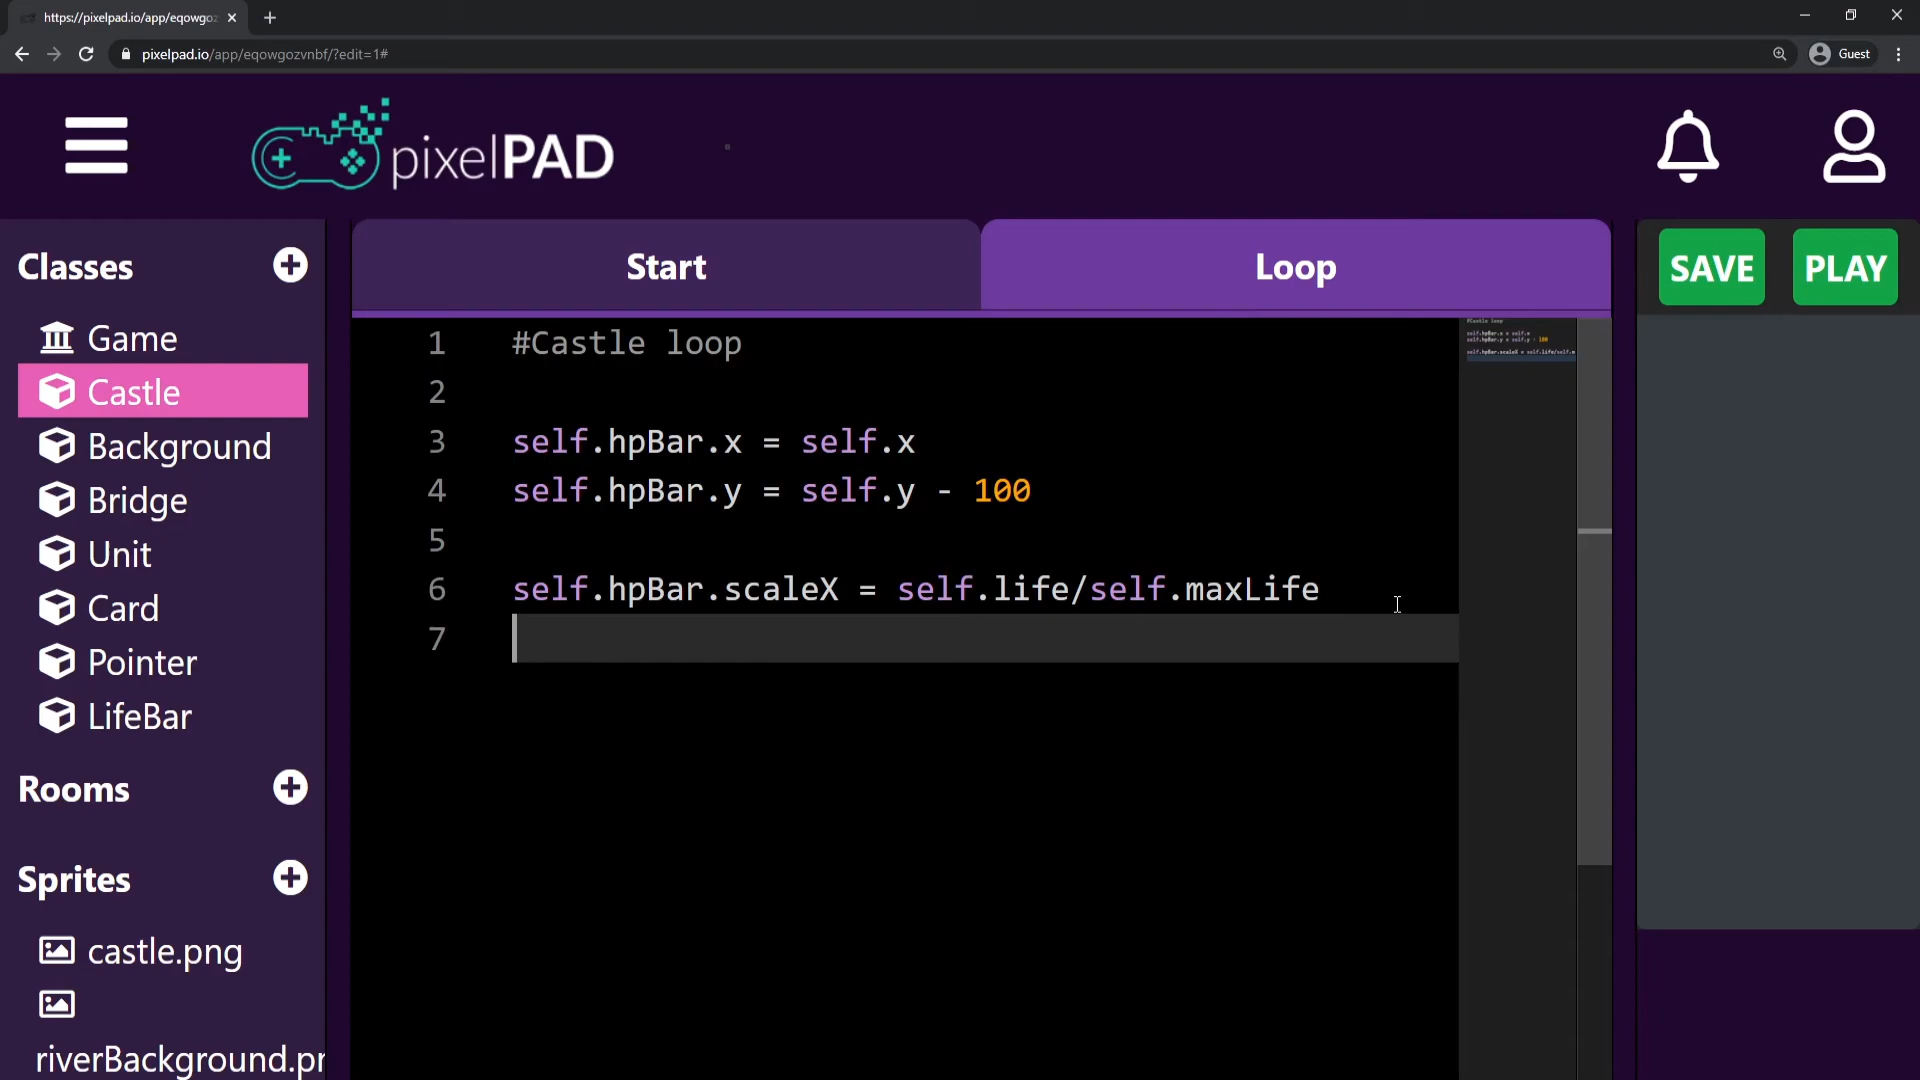 https://pixelpad.io/app/eqowgoz
pixelpad.io/app/eqowgozvnbf/?edit=1#
Guest
pixelPAD
Classes
Game
Castle
Background
Bridge
Unit
Card
Pointer
LifeBar
Rooms
Sprites
castle.png
riverBackground.pr
Start
Loop
1 #Castle loop
2
3 self.hpBar.x = self.x
4 self.hpBar.y = self.y - 100
5
6 self.hpBar.scaleX = self.life/self.maxLife
7
SAVE
PLAY